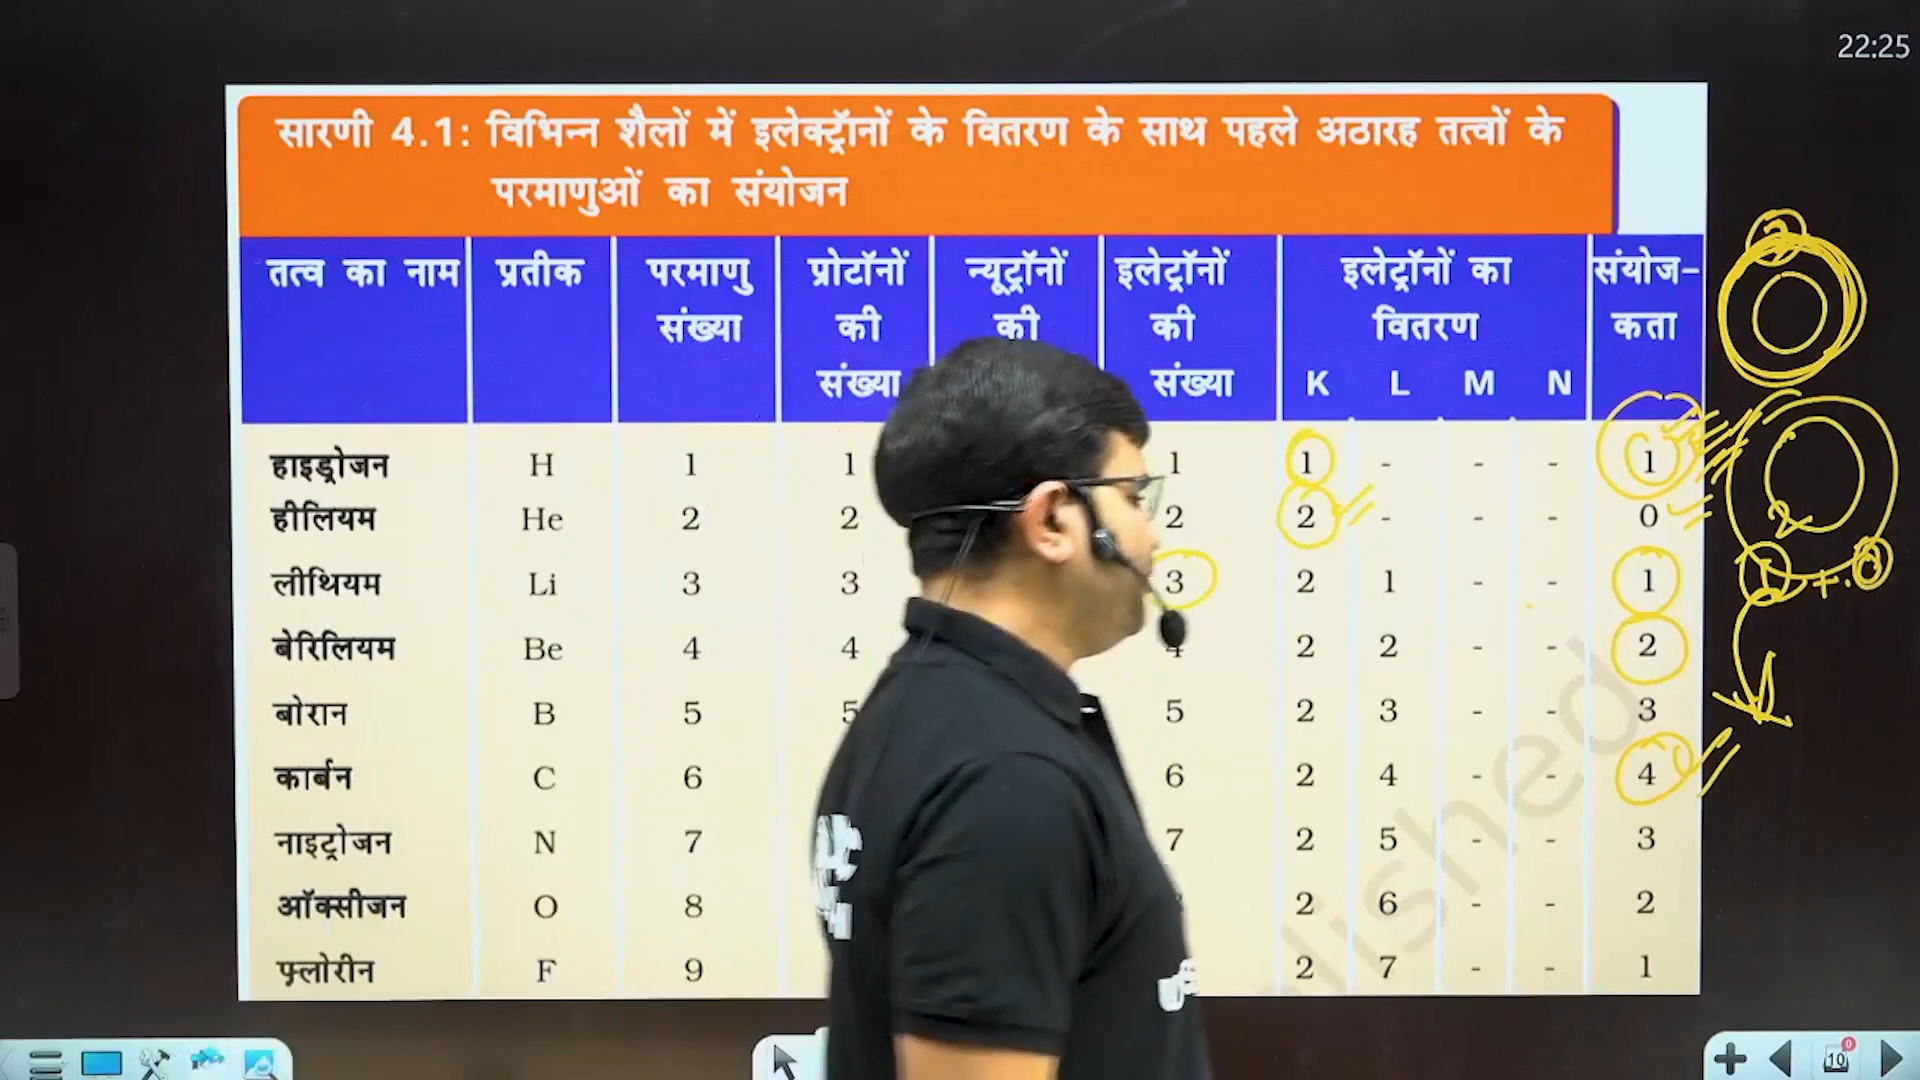 22:25
सारणी 4.1: विभिन्न शैलों में इलेक्ट्रॉनों के वितरण के साथ पहले अठारह तत्वों के
परमाणुओं का संयोजन
तत्व का नाम प्रतीक परमाणु संख्या प्रोटॉनों की संख्या न्यूट्रॉनों की इलेट्रॉनों की संख्या इलेट्रॉनों का वितरण संयोज-कता
K L M N
हाइड्रोजन H 1 1 1 1 - - - 1
हीलियम He 2 2 2 2 - - - 0
लीथियम Li 3 3 3 2 1 - - 1
बेरिलियम Be 4 4 4 2 2 - - 2
बोरान B 5 5 5 2 3 - - 3
कार्बन C 6 6 2 4 - - 4
नाइट्रोजन N 7 7 2 5 - - 3
ऑक्सीजन O 8 2 6 - - 2
फ्लोरीन F 9 2 7 - - 1
10
0